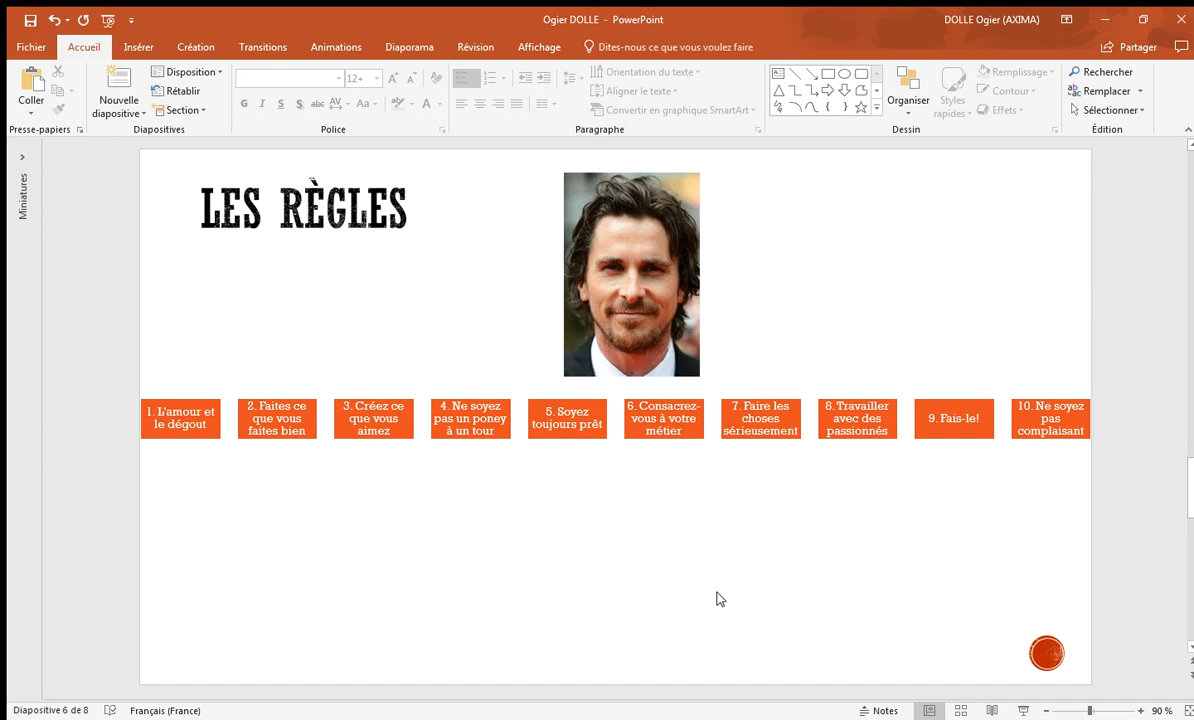 Ogier DOLLE - PowerPoint
DOLLE Ogier (AXIMA)
Fichier
Accueil
Insérer
Création
Transitions
Animations
Diaporama
Révision
Affichage
Dites-nous ce que vous voulez faire
Partager
Coller
Presse-papiers
Nouvelle
diapositive
Disposition
Rétablir
Section
Diapositives
12+
G I S S abc AV Aa A
Police
Orientation du texte
Aligner le texte
Convertir en graphique SmartArt
Paragraphe
Organiser
Styles
rapides
Remplissage
Contour
Effets
Dessin
Rechercher
Remplacer
Sélectionner
Édition
Miniatures
LES RÈGLES
1. L'amour et
le dégout
2. Faites ce
que vous
faites bien
3. Créez ce
que vous
aimez
4. Ne soyez
pas un poney
à un tour
5. Soyez
toujours prêt
6. Consacrez-
vous à votre
métier
7. Faire les
choses
sérieusement
8. Travailler
avec des
passionnés
9. Fais-le!
10. Ne soyez
pas
complaisant
Diapositive 6 de 8
Français (France)
Notes
90 %